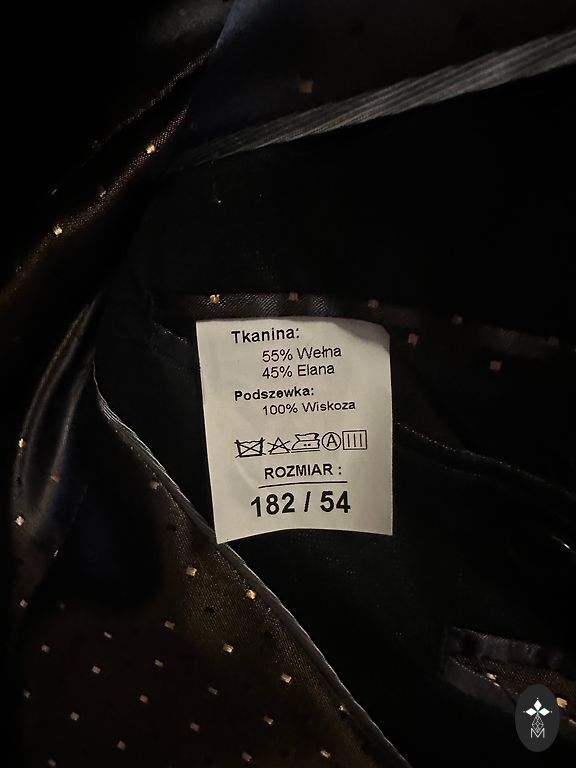 Tkanina:
55% Wełna
45% Elana
Podszewka:
100% Wiskoza
A
ROZMIAR :
182 / 54
M